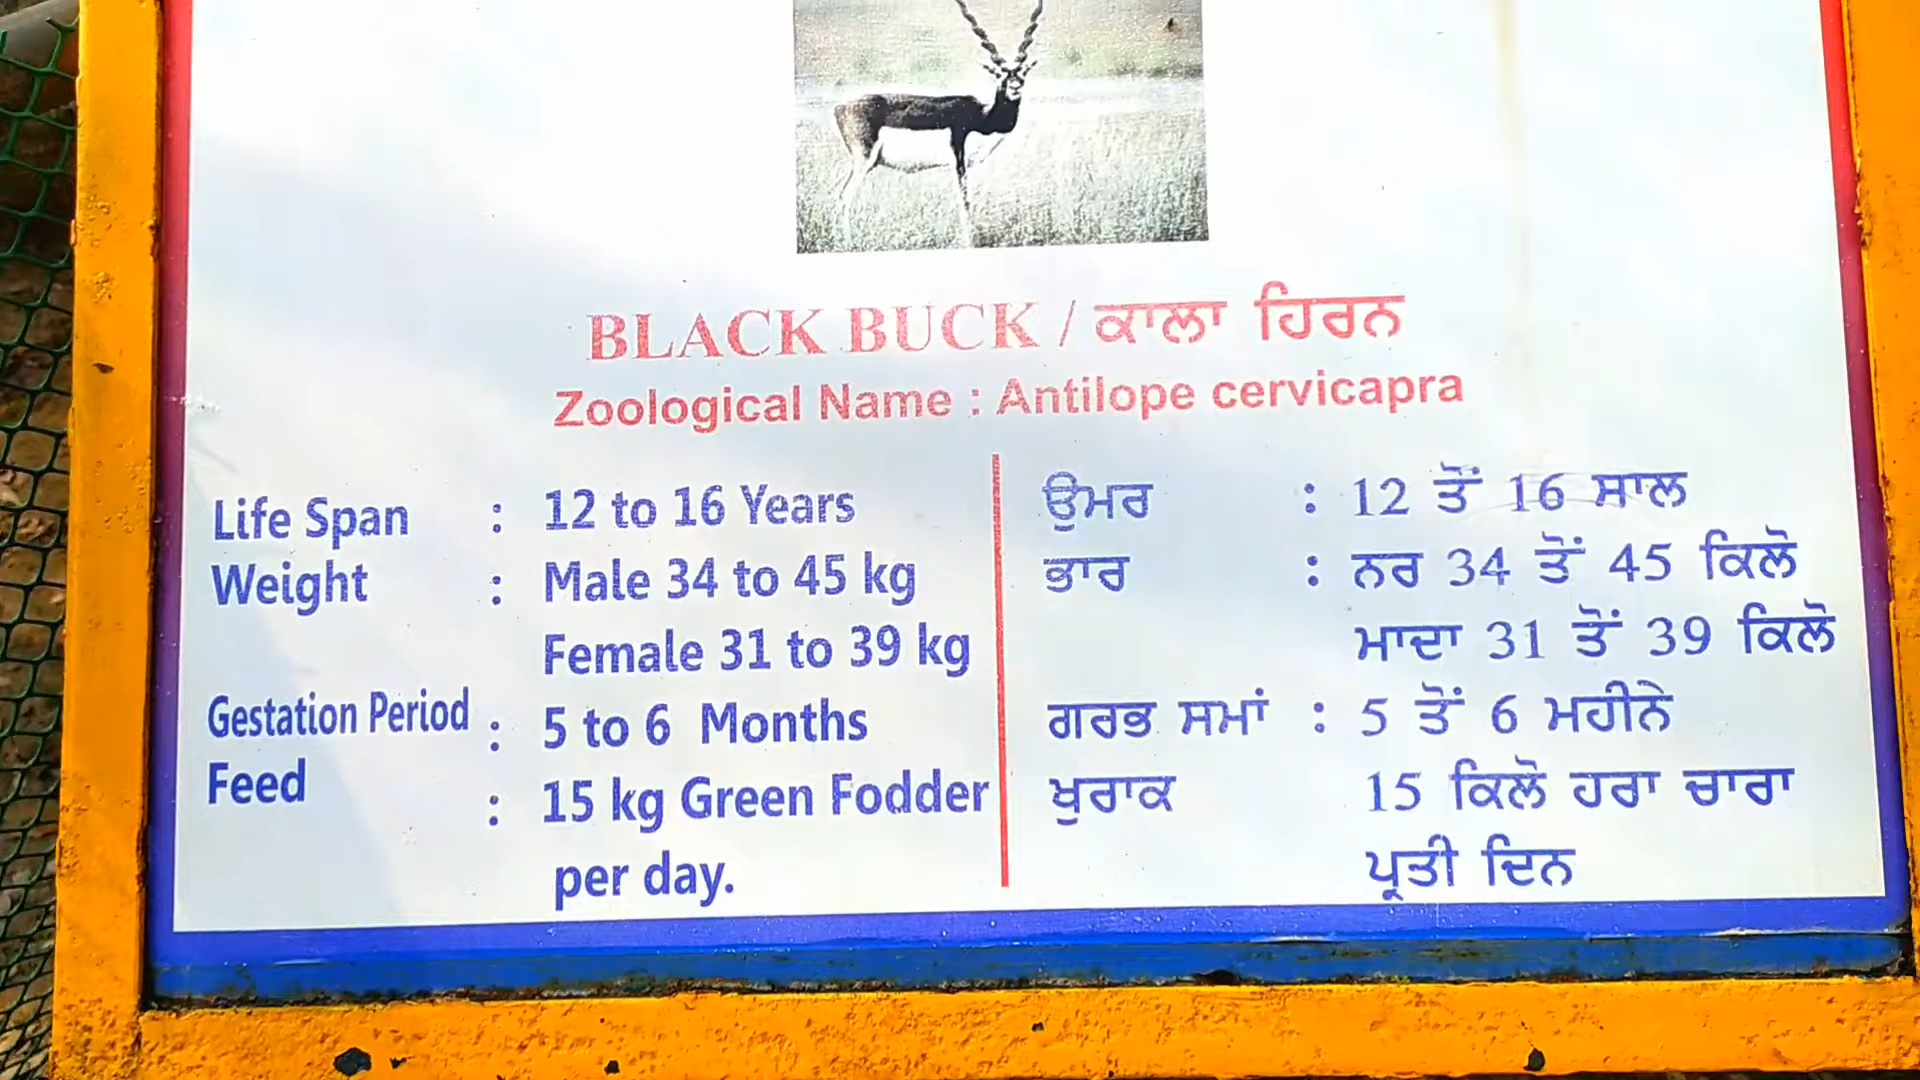 BLACK BUCK / ਕਾਲਾ ਹਿਰਨ
Zoological Name : Antilope cervicapra
Life Span : 12 to 16 Years
Weight : Male 34 to 45 kg
Female 31 to 39 kg
Gestation Period : 5 to 6 Months
Feed : 15 kg Green Fodder
per day.
ਉਮਰ : 12 ਤੋਂ 16 ਸਾਲ
ਭਾਰ : ਨਰ 34 ਤੋਂ 45 ਕਿਲੋ
ਮਾਦਾ 31 ਤੋਂ 39 ਕਿਲੋ
ਗਰਭ ਸਮਾਂ : 5 ਤੋਂ 6 ਮਹੀਨੇ
ਖੁਰਾਕ 15 ਕਿਲੋ ਹਰਾ ਚਾਰਾ
ਪ੍ਰਤੀ ਦਿਨ